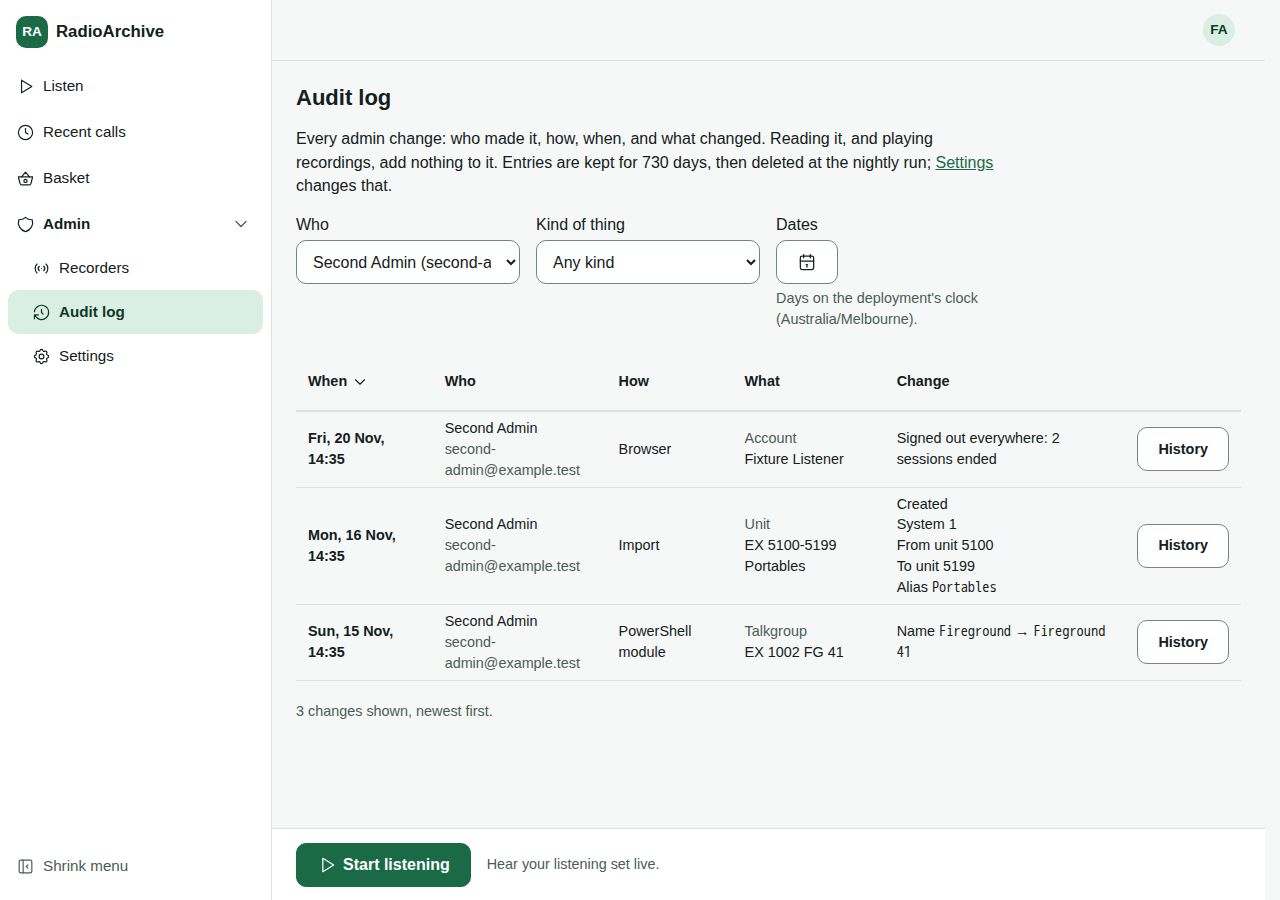 RA RadioArchive
FA
Listen
Recent calls
Basket
Admin
Recorders
Audit log
Settings
Shrink menu
Audit log
Every admin change: who made it, how, when, and what changed. Reading it, and playing
recordings, add nothing to it. Entries are kept for 730 days, then deleted at the nightly run; Settings
changes that.
Who
Second Admin (second-a
Kind of thing
Any kind
Dates
Days on the deployment's clock
(Australia/Melbourne).
When Who How What Change
Fri, 20 Nov,
14:35
Second Admin
second-
admin@example.test
Browser
Account
Fixture Listener
Signed out everywhere: 2
sessions ended
History
Mon, 16 Nov,
14:35
Second Admin
second-
admin@example.test
Import
Unit
EX 5100-5199
Portables
Created
System 1
From unit 5100
To unit 5199
Alias Portables
History
Sun, 15 Nov,
14:35
Second Admin
second-
admin@example.test
PowerShell
module
Talkgroup
EX 1002 FG 41
Name Fireground → Fireground
41
History
3 changes shown, newest first.
Start listening
Hear your listening set live.